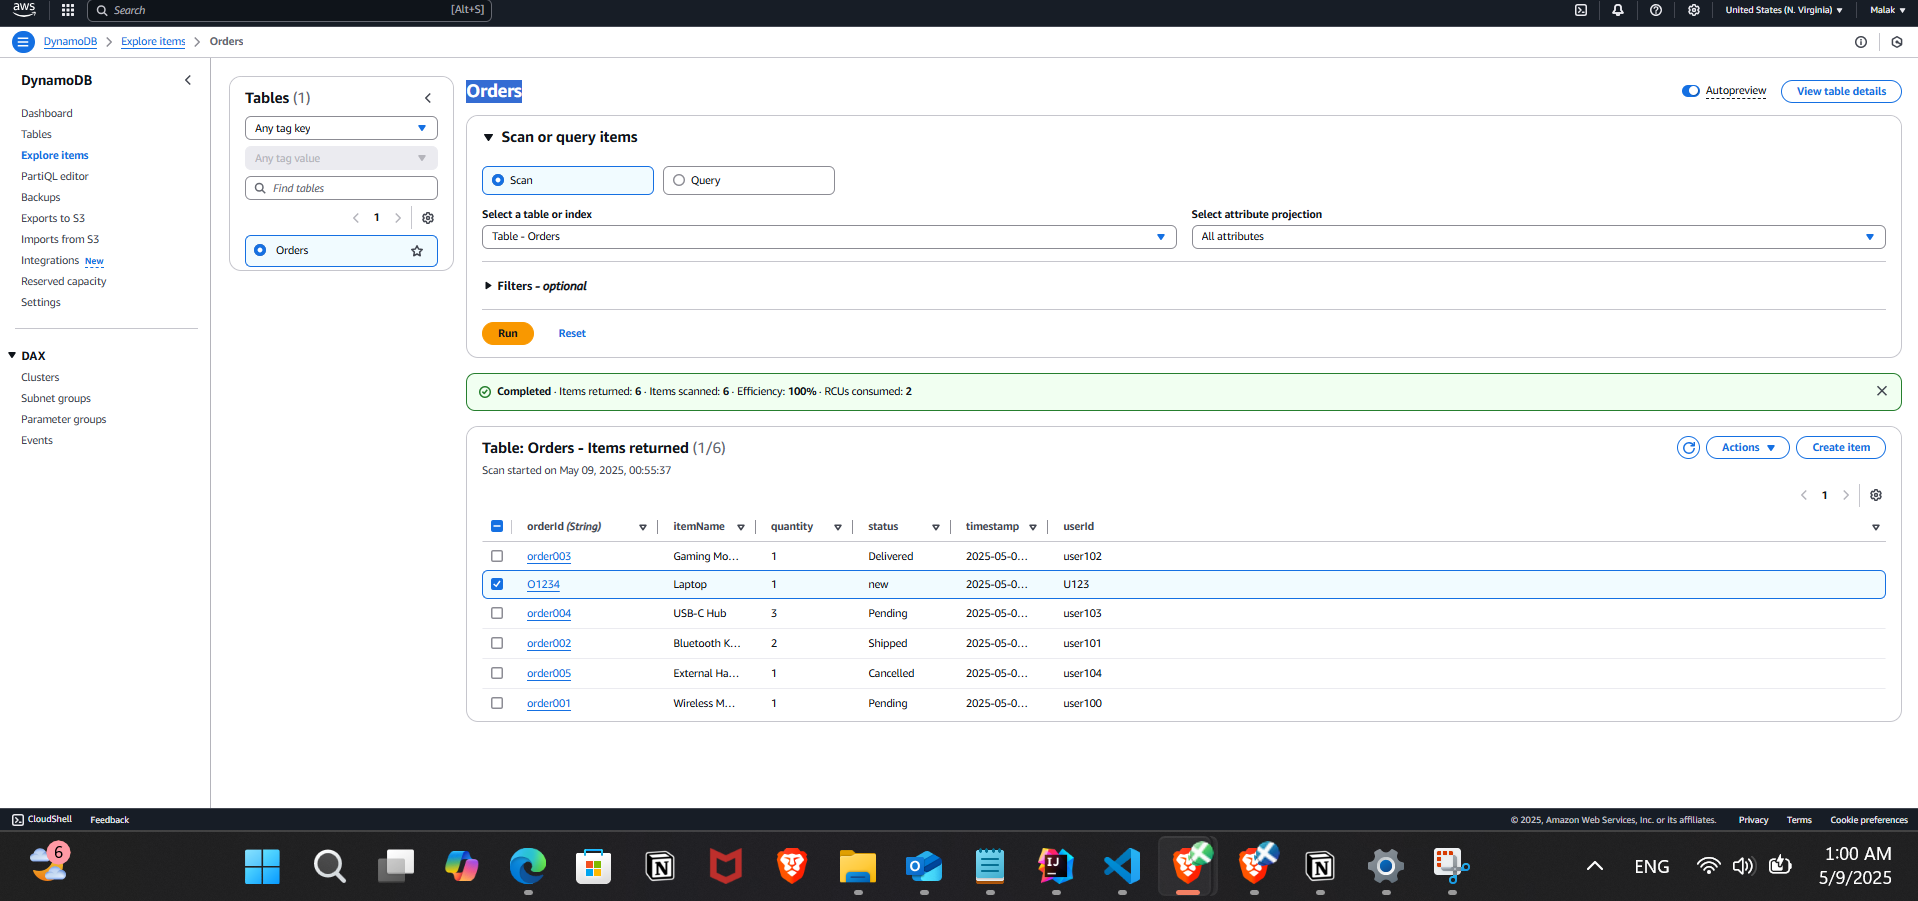 aws
Search [Alt+S]
United States (N. Virginia)
Malak
DynamoDB > Explore items > Orders
DynamoDB
Dashboard
Tables
Explore items
PartiQL editor
Backups
Exports to S3
Imports from S3
Integrations New
Reserved capacity
Settings
DAX
Clusters
Subnet groups
Parameter groups
Events
Tables (1)
Any tag key
Any tag value
Find tables
1
Orders
Orders
Autopreview
View table details
Scan or query items
Scan
Query
Select a table or index
Table - Orders
Select attribute projection
All attributes
Filters - optional
Run
Reset
Completed · Items returned: 6 · Items scanned: 6 · Efficiency: 100% · RCUs consumed: 2
Table: Orders - Items returned (1/6)
Scan started on May 09, 2025, 00:55:37
Actions
Create item
1
orderId (String) itemName quantity status timestamp userId
order003 Gaming Mo... 1 Delivered 2025-05-0... user102
O1234 Laptop 1 new 2025-05-0... U123
order004 USB-C Hub 3 Pending 2025-05-0... user103
order002 Bluetooth K... 2 Shipped 2025-05-0... user101
order005 External Ha... 1 Cancelled 2025-05-0... user104
order001 Wireless M... 1 Pending 2025-05-0... user100
CloudShell Feedback
© 2025, Amazon Web Services, Inc. or its affiliates. Privacy Terms Cookie preferences
6
ENG
1:00 AM
5/9/2025